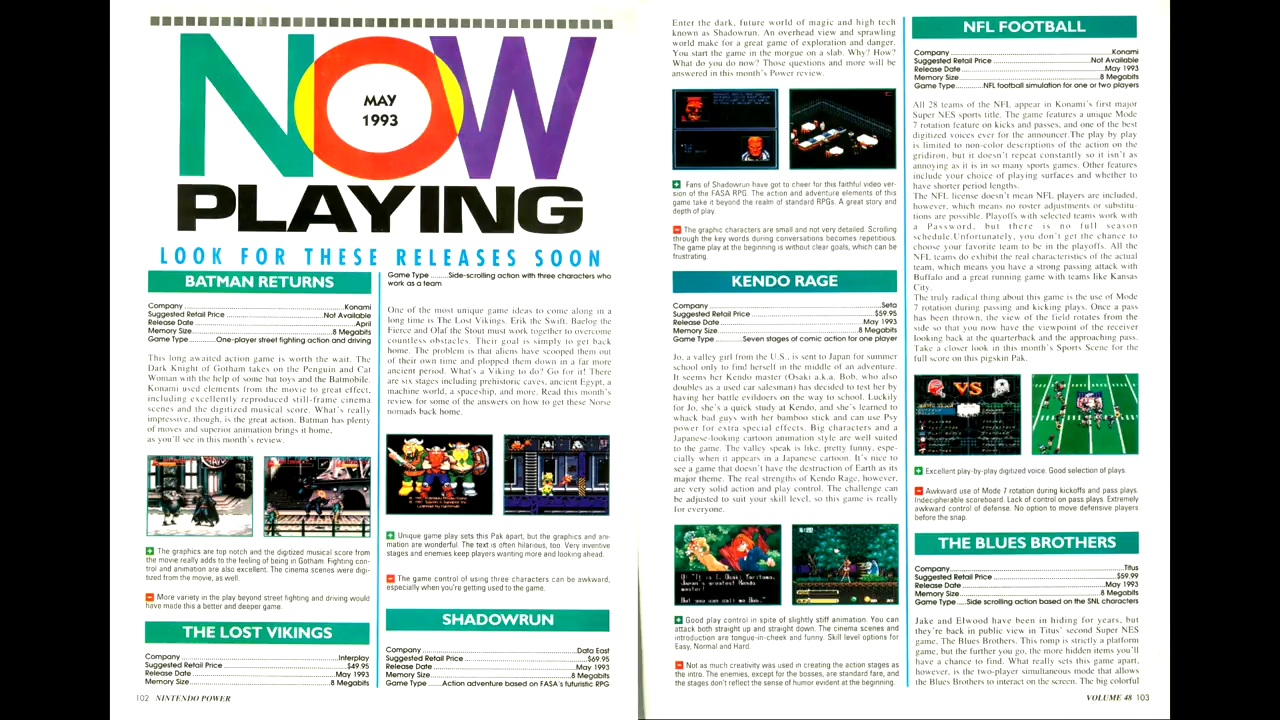 NOW
MAY
1993
PLAYING
LOOK FOR THESE RELEASES SOON
BATMAN RETURNS
Company Konami
Suggested Retail Price Not Available
Release Date April
Memory Size 8 Megabits
Game Type One-player street fighting action and driving
This long awaited action game is worth the wait. The
Dark Knight of Gotham takes on the Penguin and Cat
Woman with the help of some bat toys and the Batmobile.
Konami used elements from the movie to great effect,
including excellently reproduced still-frame cinema
scenes and the digitized musical score. What's really
impressive, though, is the great action. Batman has plenty
of moves and superior animation brings it home,
as you'll see in this month's review.
The graphics are top notch and the digitized musical score from
the movie really adds to the feeling of being in Gotham. Fighting con-
trol and animation are also excellent. The cinema scenes were digi-
tized from the movie, as well.
More variety in the play beyond street fighting and driving would
have made this a better and deeper game.
THE LOST VIKINGS
Company Interplay
Suggested Retail Price $49.95
Release Date May 1993
Memory Size 8 Megabits
102 NINTENDO POWER
Game Type ........Side-scrolling action with three characters who
work as a team
One of the most unique game ideas to come along in a
long time is The Lost Vikings. Erik the Swift, Baelog the
Fierce and Olaf the Stout must work together to overcome
countless obstacles. Their goal is simply to get back
home. The problem is that aliens have scooped them out
of their own time and plopped them down in a far more
ancient period. What's a Viking to do? Go for it! There
are six stages including prehistoric caves, ancient Egypt, a
machine world, a spaceship, and more. Read this month's
review for some of the answers on how to get these Norse
nomads back home.
Unique game play sets this Pak apart, but the graphics and ani-
mation are wonderful. The text is often hilarious, too. Very inventive
stages and enemies keep players wanting more and looking ahead.
The game control of using three characters can be awkward,
especially when you're getting used to the game.
SHADOWRUN
Company Data East
Suggested Retail Price $69.95
Release Date May 1993
Memory Size 8 Megabits
Game Type ....Action adventure based on FASA's futuristic RPG
Enter the dark, future world of magic and high tech
known as Shadowrun. An overhead view and sprawling
world make for a great game of exploration and danger.
You start the game in the morgue on a slab. Why? How?
What do you do now? Those questions and more will be
answered in this month's Power review.
Fans of Shadowrun have got to cheer for this faithful video ver-
sion of the FASA RPG. The action and adventure elements of this
game take it beyond the realm of standard RPGs. A great story and
depth of play.
The graphic characters are small and not very detailed. Scrolling
through the key words during conversations becomes repetitious.
The game play at the beginning is without clear goals, which can be
frustrating.
KENDO RAGE
Company Seta
Suggested Retail Price $59.95
Release Date May 1993
Memory Size 8 Megabits
Game Type Seven stages of comic action for one player
Jo, a valley girl from the U.S., is sent to Japan for summer
school only to find herself in the middle of an adventure.
It seems her Kendo master (Osaki a.k.a. Bob, who also
doubles as a used car salesman) has decided to test her by
having her battle evildoers on the way to school. Luckily
for Jo, she's a quick study at Kendo, and she's learned to
whack bad guys with her bamboo stick and can use Psy
power for extra special effects. Big characters and a
Japanese-looking cartoon animation style are well suited
to the game. The valley speak is like, pretty funny, espe-
cially when it appears in a Japanese cartoon. It's nice to
see a game that doesn't have the destruction of Earth as its
major theme. The real strengths of Kendo Rage, however,
are very solid action and play control. The challenge can
be adjusted to suit your skill level, so this game is really
for everyone.
O: "It is I, Osaki Yoritomo,
Japan's greatest Kendo
master!
But you can call me Bob."
Good play control in spite of slightly stiff animation. You can
attack both straight up and straight down. The cinema scenes and
introduction are tongue-in-cheek and funny. Skill level options for
Easy, Normal and Hard.
Not as much creativity was used in creating the action stages as
the intro. The enemies, except for the bosses, are standard fare, and
the stages don't reflect the sense of humor evident at the beginning.
NFL FOOTBALL
Company Konami
Suggested Retail Price Not Available
Release Date May 1993
Memory Size 8 Megabits
Game Type NFL football simulation for one or two players
All 28 teams of the NFL appear in Konami's first major
Super NES sports title. The game features a unique Mode
7 rotation feature on kicks and passes, and one of the best
digitized voices ever for the announcer.The play by play
is limited to non-color descriptions of the action on the
gridiron, but it doesn't repeat constantly so it isn't as
annoying as it is in so many sports games. Other features
include your choice of playing surfaces and whether to
have shorter period lengths.
The NFL license doesn't mean NFL players are included,
however, which means no roster adjustments or substitu-
tions are possible. Playoffs with selected teams work with
a Password, but there is no full season
schedule.Unfortunately, you don't get the chance to
choose your favorite team to be in the playoffs. All the
NFL teams do exhibit the real characteristics of the actual
team, which means you have a strong passing attack with
Buffalo and a great running game with teams like Kansas
City.
The truly radical thing about this game is the use of Mode
7 rotation during passing and kicking plays. Once a pass
has been thrown, the view of the field rotates from the
side so that you now have the viewpoint of the receiver
looking back at the quarterback and the approaching pass.
Take a closer look in this month's Sports Scene for the
full score on this pigskin Pak.
VS
Excellent play-by-play digitized voice. Good selection of plays.
Awkward use of Mode 7 rotation during kickoffs and pass plays.
Indecipherable scoreboard. Lack of control on pass plays. Extremely
awkward control of defense. No option to move defensive players
before the snap.
THE BLUES BROTHERS
Company Titus
Suggested Retail Price $59.99
Release Date May 1993
Memory Size 8 Megabits
Game Type ....Side scrolling action based on the SNL characters
Jake and Elwood have been in hiding for years, but
they're back in public view in Titus' second Super NES
game, The Blues Brothers. This romp is strictly a platform
game, but the further you go, the more hidden items you'll
have a chance to find. What really sets this game apart,
however, is the two-player simultaneous mode that allows
the Blues Brothers to interact on the screen. The big colorful
VOLUME 48 103